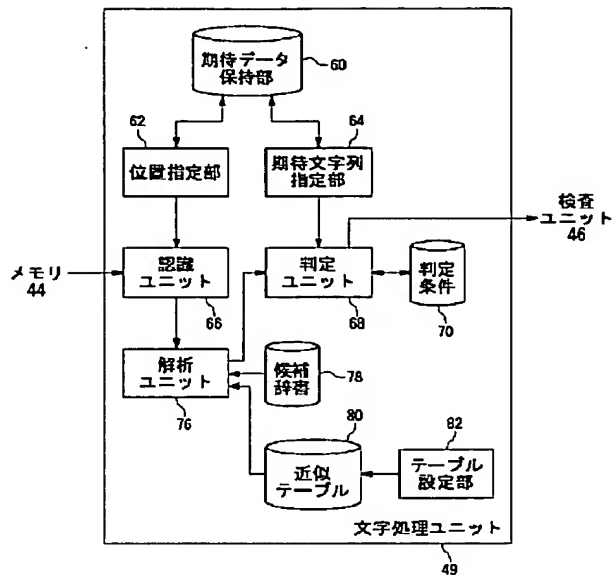 期待データ
保持部
60
62
64
位置指定部
期待文字列
指定部
検査
ユニット
46
メモリ
44
認識
ユニット
66
判定
ユニット
68
判定
条件
70
解析
ユニット
76
候補
辞書
78
80
近似
テーブル
82
テーブル
設定部
文字処理ユニット
49